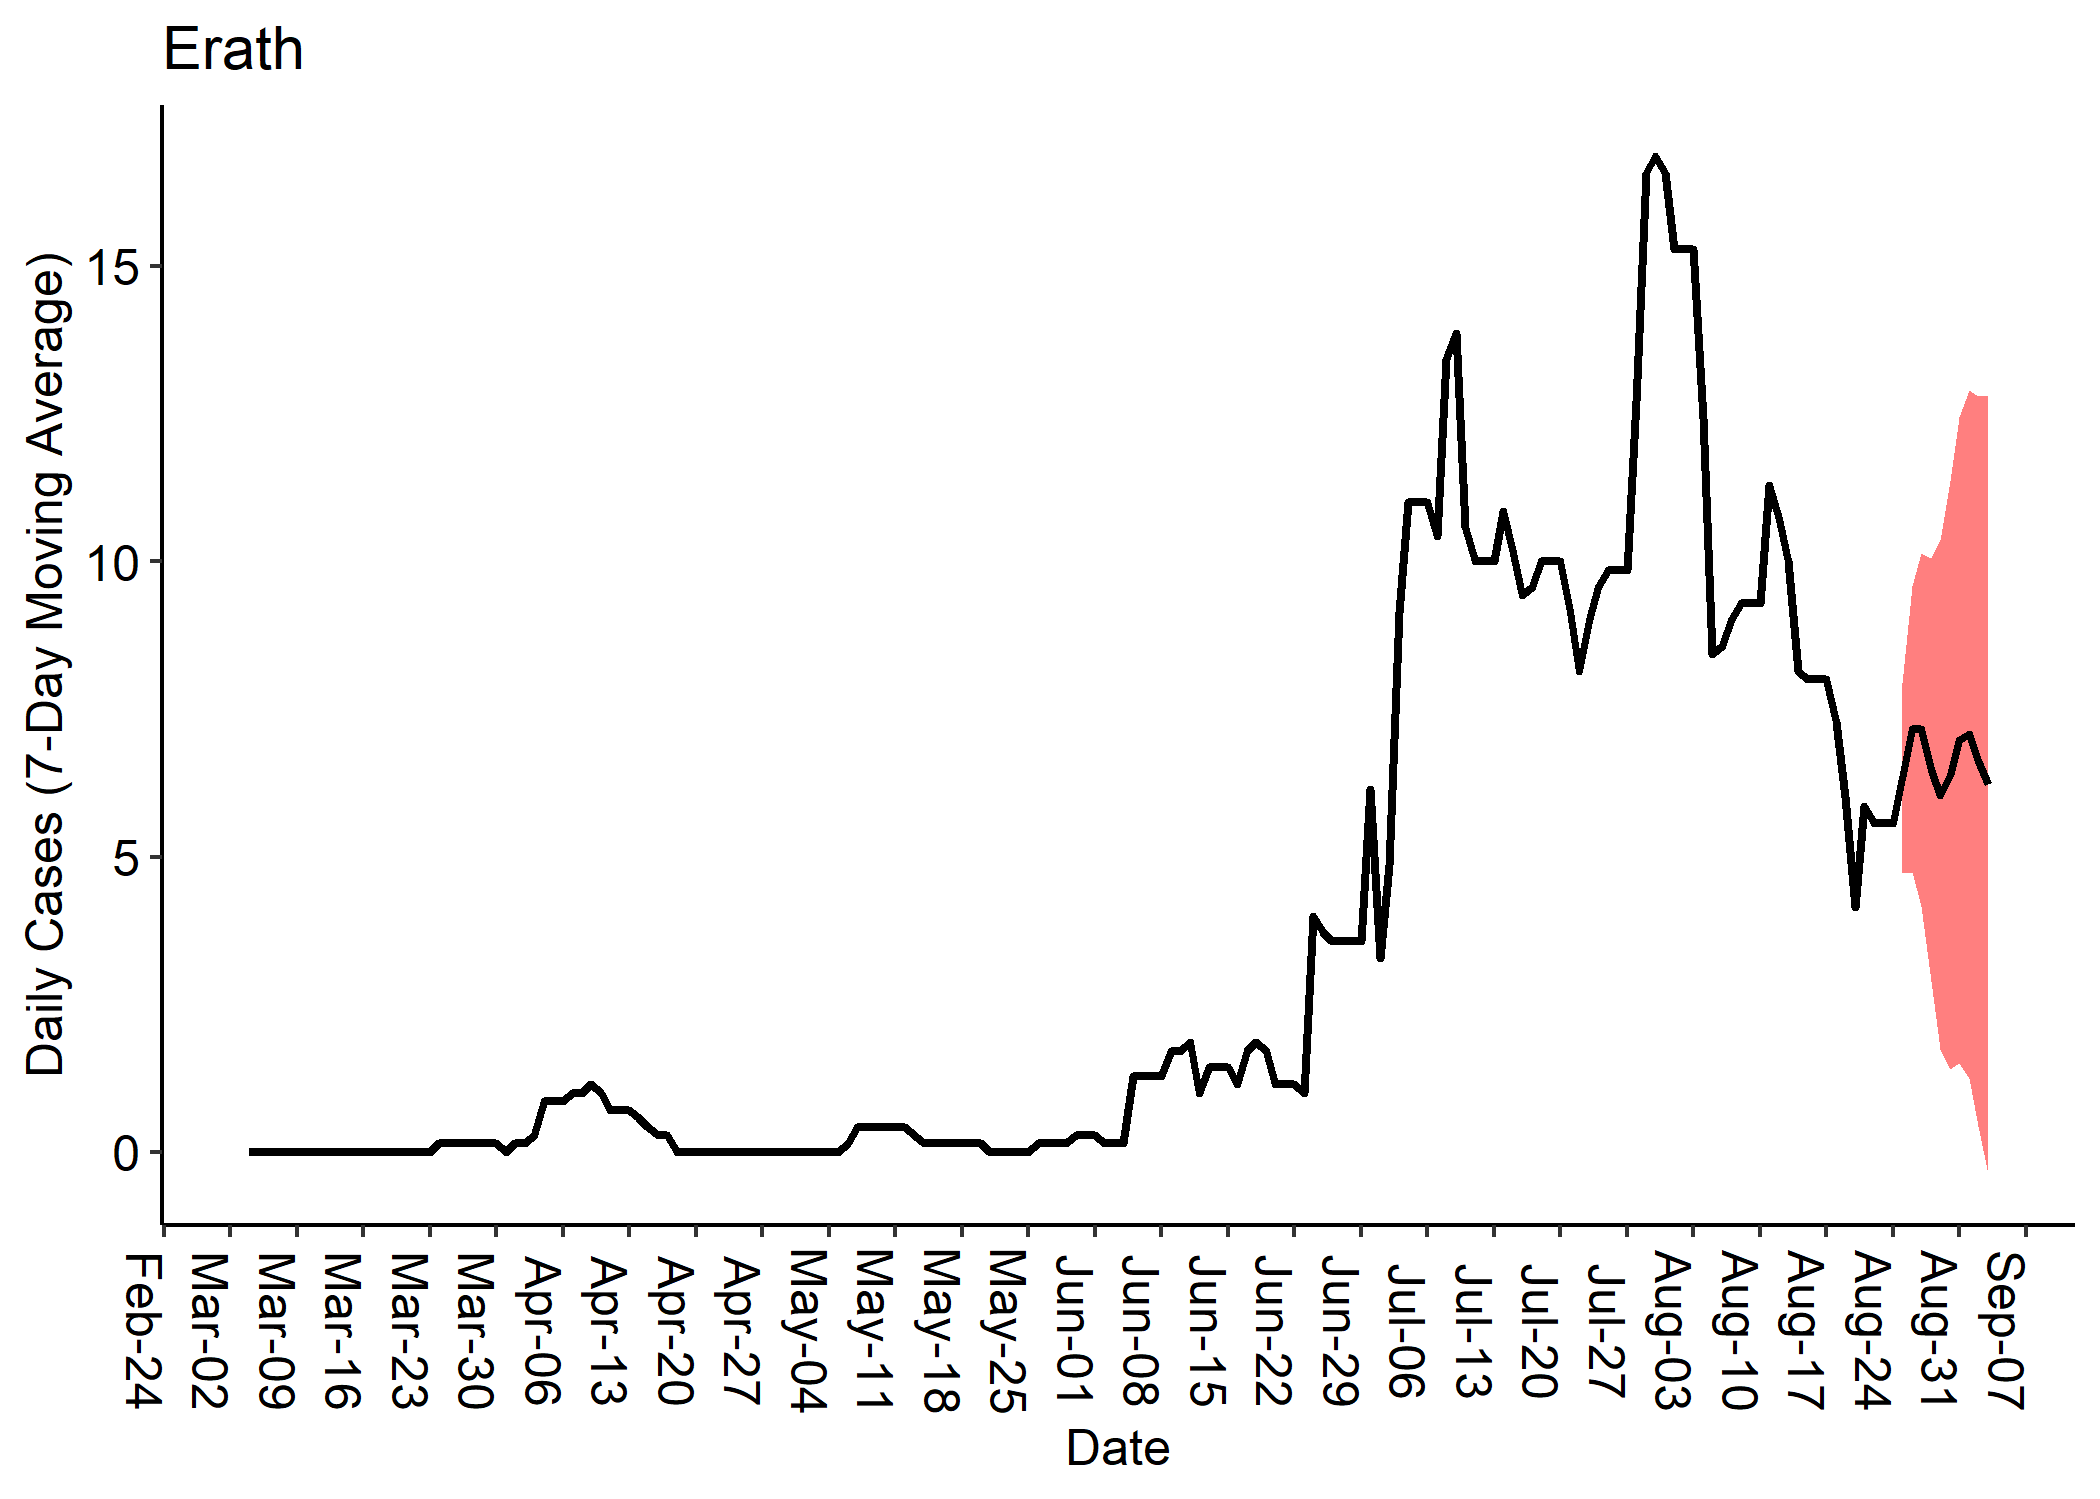 Erath
Daily Cases (7-Day Moving Average)
15
10
5
0
Feb-24
Mar-02
Mar-09
Mar-16
Mar-23
Mar-30
Apr-06
Apr-13
Apr-20
Apr-27
May-04
May-11
May-18
May-25
Jun-01
Jun-08
Jun-15
Jun-22
Jun-29
Jul-06
Jul-13
Jul-20
Jul-27
Aug-03
Aug-10
Aug-17
Aug-24
Aug-31
Sep-07
Date